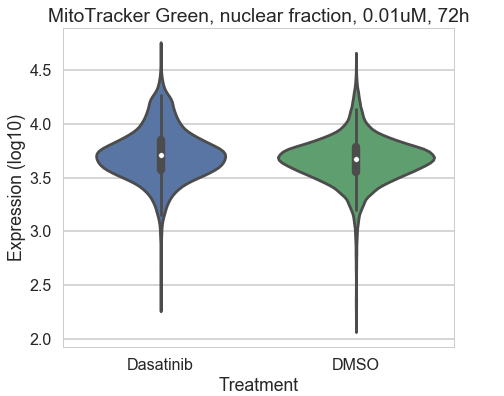 MitoTracker Green, nuclear fraction, 0.01uM, 72h
Expression (log10)
4.5
4.0
3.5
3.0
2.5
2.0
Dasatinib DMSO
Treatment